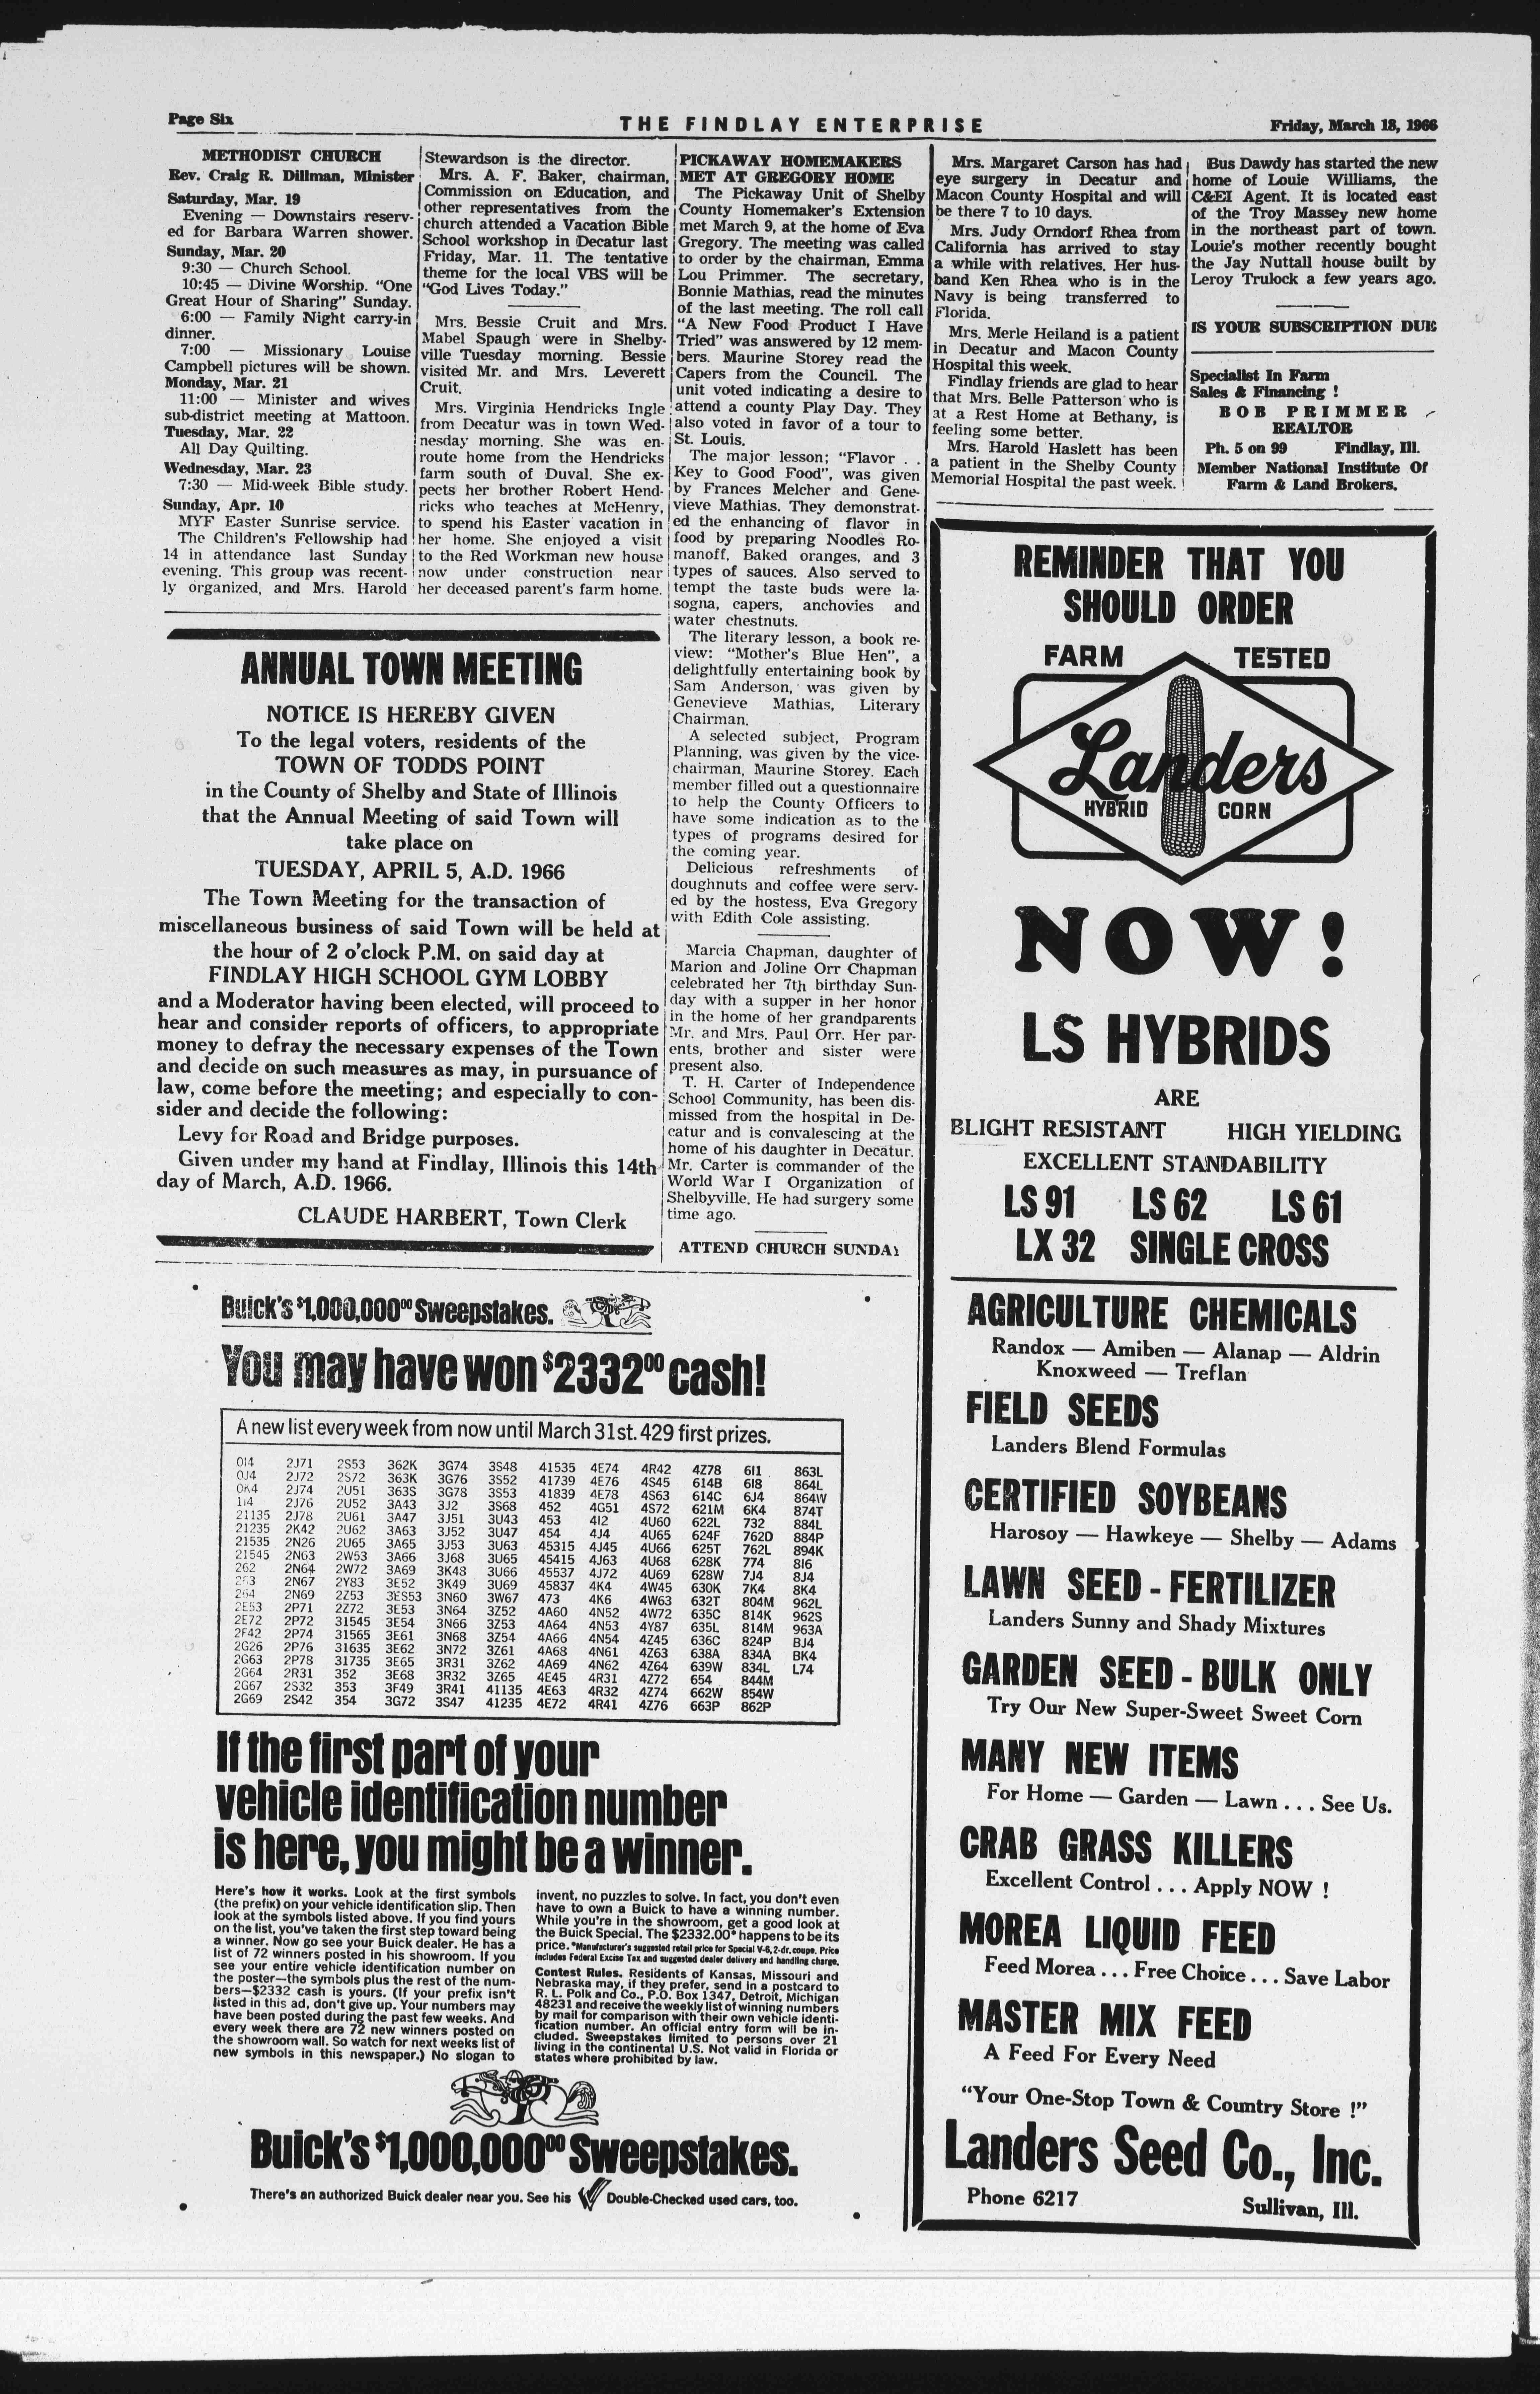 Page Six
THE FINDLAY ENTERPRISE
Friday, March 18, 1966
METHODIST CHURCH
Rev. Craig R. Dillman, Minister
Saturday, Mar. 19
Evening — Downstairs reserv-
ed for Barbara Warren shower.
Sunday, Mar. 20
9:30 — Church School.
10:45 — Divine Worship. "One
Great Hour of Sharing" Sunday.
6:00 — Family Night carry-in
dinner.
7:00 — Missionary Louise
Campbell pictures will be shown.
Monday, Mar. 21
11:00 — Minister and wives
sub-district meeting at Mattoon.
Tuesday, Mar. 22
All Day Quilting.
Wednesday, Mar. 23
7:30 — Mid-week Bible study.
Sunday, Apr. 10
MYF Easter Sunrise service.
The Children's Fellowship had
14 in attendance last Sunday
evening. This group was recent-
ly organized, and Mrs. Harold
Stewardson is the director.
Mrs. A. F. Baker, chairman,
Commission on Education, and
other representatives from the
church attended a Vacation Bible
School workshop in Decatur last
Friday, Mar. 11. The tentative
theme for the local VBS will be
"God Lives Today."
Mrs. Bessie Cruit and Mrs.
Mabel Spaugh were in Shelby-
ville Tuesday morning. Bessie
visited Mr. and Mrs. Leverett
Cruit.
Mrs. Virginia Hendricks Ingle
from Decatur was in town Wed-
nesday morning. She was en-
route home from the Hendricks
farm south of Duval. She ex-
pects her brother Robert Hend-
ricks who teaches at McHenry,
to spend his Easter vacation in
her home. She enjoyed a visit
to the Red Workman new house
now under construction near
her deceased parent's farm home.
ANNUAL TOWN MEETING
NOTICE IS HEREBY GIVEN
To the legal voters, residents of the
TOWN OF TODDS POINT
in the County of Shelby and State of Illinois
that the Annual Meeting of said Town will
take place on
TUESDAY, APRIL 5, A.D. 1966
The Town Meeting for the transaction of
miscellaneous business of said Town will be held at
the hour of 2 o'clock P.M. on said day at
FINDLAY HIGH SCHOOL GYM LOBBY
and a Moderator having been elected, will proceed to
hear and consider reports of officers, to appropriate
money to defray the necessary expenses of the Town
and decide on such measures as may, in pursuance of
law, come before the meeting; and especially to con-
sider and decide the following:
Levy for Road and Bridge purposes.
Given under my hand at Findlay, Illinois this 14th
day of March, A.D. 1966.
CLAUDE HARBERT, Town Clerk
PICKAWAY HOMEMAKERS
MET AT GREGORY HOME
The Pickaway Unit of Shelby
County Homemaker's Extension
met March 9, at the home of Eva
Gregory. The meeting was called
to order by the chairman, Emma
Lou Primmer. The secretary,
Bonnie Mathias, read the minutes
of the last meeting. The roll call
"A New Food Product I Have
Tried" was answered by 12 mem-
bers. Maurine Storey read the
Capers from the Council. The
unit voted indicating a desire to
attend a county Play Day. They
also voted in favor of a tour to
St. Louis.
The major lesson; "Flavor . .
Key to Good Food", was given
by Frances Melcher and Gene-
vieve Mathias. They demonstrat-
ed the enhancing of flavor in
food by preparing Noodles Ro-
manoff, Baked oranges, and 3
types of sauces. Also served to
tempt the taste buds were la-
sogna, capers, anchovies and
water chestnuts.
The literary lesson, a book re-
view: "Mother's Blue Hen", a
delightfully entertaining book by
Sam Anderson, was given by
Genevieve Mathias, Literary
Chairman.
A selected subject, Program
Planning, was given by the vice-
chairman, Maurine Storey. Each
member filled out a questionnaire
to help the County Officers to
have some indication as to the
types of programs desired for
the coming year.
Delicious refreshments of
doughnuts and coffee were serv-
ed by the hostess, Eva Gregory
with Edith Cole assisting.
Marcia Chapman, daughter of
Marion and Joline Orr Chapman
celebrated her 7th birthday Sun-
day with a supper in her honor
in the home of her grandparents
Mr. and Mrs. Paul Orr. Her par-
ents, brother and sister were
present also.
T. H. Carter of Independence
School Community, has been dis-
missed from the hospital in De-
catur and is convalescing at the
home of his daughter in Decatur.
Mr. Carter is commander of the
World War I Organization of
Shelbyville. He had surgery some
time ago.
ATTEND CHURCH SUNDAY
Mrs. Margaret Carson has had
eye surgery in Decatur and
Macon County Hospital and will
be there 7 to 10 days.
Mrs. Judy Orndorf Rhea from
California has arrived to stay
a while with relatives. Her hus-
band Ken Rhea who is in the
Navy is being transferred to
Florida.
Mrs. Merle Heiland is a patient
in Decatur and Macon County
Hospital this week.
Findlay friends are glad to hear
that Mrs. Belle Patterson who is
at a Rest Home at Bethany, is
feeling some better.
Mrs. Harold Haslett has been
a patient in the Shelby County
Memorial Hospital the past week.
Bus Dawdy has started the new
home of Louie Williams, the
C&EI Agent. It is located east
of the Troy Massey new home
in the northeast part of town.
Louie's mother recently bought
the Jay Nuttall house built by
Leroy Trulock a few years ago.
IS YOUR SUBSCRIPTION DUE
Specialist In Farm
Sales & Financing !
BOB PRIMMER
REALTOR
Ph. 5 on 99 Findlay, Ill.
Member National Institute Of
Farm & Land Brokers.
REMINDER THAT YOU
SHOULD ORDER
FARM TESTED
Landers
HYBRID CORN
NOW!
LS HYBRIDS
ARE
BLIGHT RESISTANT HIGH YIELDING
EXCELLENT STANDABILITY
LS 91 LS 62 LS 61
LX 32 SINGLE CROSS
AGRICULTURE CHEMICALS
Randox — Amiben — Alanap — Aldrin
Knoxweed — Treflan
FIELD SEEDS
Landers Blend Formulas
CERTIFIED SOYBEANS
Harosoy — Hawkeye — Shelby — Adams
LAWN SEED - FERTILIZER
Landers Sunny and Shady Mixtures
GARDEN SEED - BULK ONLY
Try Our New Super-Sweet Sweet Corn
MANY NEW ITEMS
For Home — Garden — Lawn . . . See Us.
CRAB GRASS KILLERS
Excellent Control . . . Apply NOW !
MOREA LIQUID FEED
Feed Morea . . . Free Choice . . . Save Labor
MASTER MIX FEED
A Feed For Every Need
"Your One-Stop Town & Country Store !"
Landers Seed Co., Inc.
Phone 6217 Sullivan, Ill.
Buick's $1,000,000⁰⁰ Sweepstakes.
You may have won $2332⁰⁰ cash!
A new list every week from now until March 31st. 429 first prizes.
014 2J71 2S53 362K 3G74 3S48 41535 4E74 4R42 4Z78 611 863L
0J4 2J72 2S72 363K 3G76 3S52 41739 4E76 4S45 614B 618 864L
0K4 2J74 2U51 363S 3G78 3S53 41839 4E78 4S63 614C 6J4 864W
114 2J76 2U52 3A43 3J2 3S68 452 4G51 4S72 621M 6K4 874T
21135 2J78 2U61 3A47 3J51 3U43 453 412 4U60 622L 732 884L
21235 2K42 2U62 3A63 3J52 3U47 454 4J4 4U65 624F 762D 884P
21535 2N26 2U65 3A65 3J53 3U63 45315 4J45 4U66 625T 762L 894K
21545 2N63 2W53 3A66 3J68 3U65 45415 4J63 4U68 628K 774 816
262 2N64 2W72 3A69 3K48 3U66 45537 4J72 4U69 628W 7J4 8J4
263 2N67 2Y83 3E52 3K49 3U69 45837 4K4 4W45 630K 7K4 8K4
264 2N69 2Z53 3ES53 3N60 3W67 473 4K6 4W63 632T 804M 962L
2E53 2P71 2Z72 3E53 3N64 3Z52 4A60 4N52 4W72 635C 814K 962S
2E72 2P72 31545 3E54 3N66 3Z53 4A64 4N53 4Y87 635L 814M 963A
2F42 2P74 31565 3E61 3N68 3Z54 4A66 4N54 4Z45 636C 824P BJ4
2G26 2P76 31635 3E62 3N72 3Z61 4A68 4N61 4Z63 638A 834A BK4
2G63 2P78 31735 3E65 3R31 3Z62 4A69 4N62 4Z64 639W 834L L74
2G64 2R31 352 3E68 3R32 3Z65 4E45 4R31 4Z72 654 844M
2G67 2S32 353 3F49 3R41 41135 4E63 4R32 4Z74 662W 854W
2G69 2S42 354 3G72 3S47 41235 4E72 4R41 4Z76 663P 862P
If the first part of your
vehicle identification number
is here, you might be a winner.
Here's how it works. Look at the first symbols
(the prefix) on your vehicle identification slip. Then
look at the symbols listed above. If you find yours
on the list, you've taken the first step toward being
a winner. Now go see your Buick dealer. He has a
list of 72 winners posted in his showroom. If you
see your entire vehicle identification number on
the poster—the symbols plus the rest of the num-
bers—$2332 cash is yours. (If your prefix isn't
listed in this ad, don't give up. Your numbers may
have been posted during the past few weeks. And
every week there are 72 new winners posted on
the showroom wall. So watch for next weeks list of
new symbols in this newspaper.) No slogan to
invent, no puzzles to solve. In fact, you don't even
have to own a Buick to have a winning number.
While you're in the showroom, get a good look at
the Buick Special. The $2332.00* happens to be its
price. *Manufacturer's suggested retail price for Special V-6, 2-dr. coupe. Price
includes Federal Excise Tax and suggested dealer delivery and handling charge.
Contest Rules. Residents of Kansas, Missouri and
Nebraska may, if they prefer, send in a postcard to
R. L. Polk and Co., P.O. Box 1347, Detroit, Michigan
48231 and receive the weekly list of winning numbers
by mail for comparison with their own vehicle identi-
fication number. An official entry form will be in-
cluded. Sweepstakes limited to persons over 21
living in the continental U.S. Not valid in Florida or
states where prohibited by law.
Buick's $1,000,000⁰⁰ Sweepstakes.
There's an authorized Buick dealer near you. See his Double-Checked used cars, too.